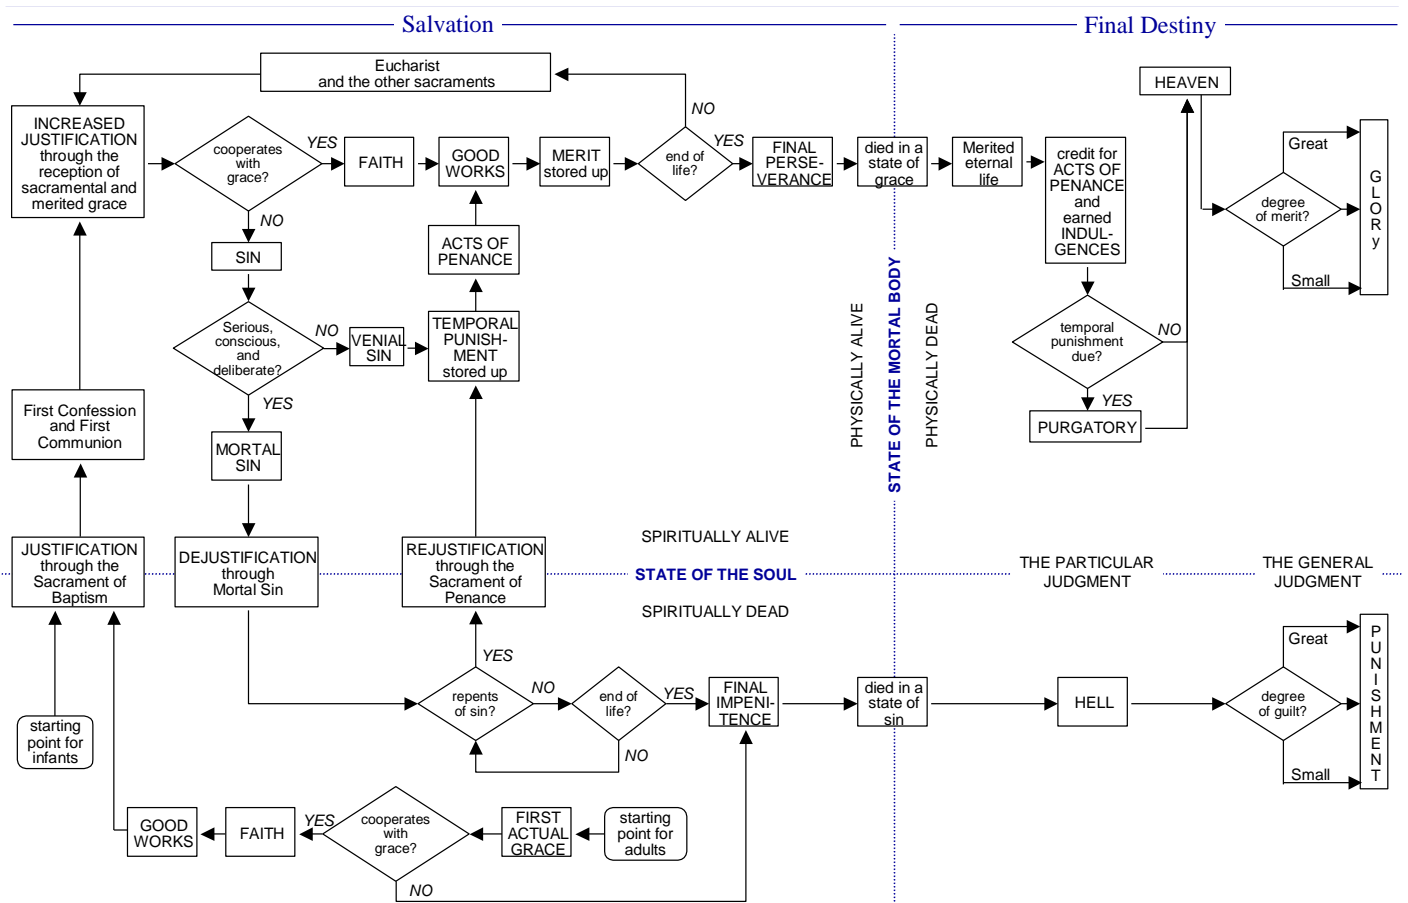 Salvation
Final Destiny
Eucharist
and the other sacraments
HEAVEN
INCREASED
JUSTIFICATION
through the
reception of
sacramental and
merited grace
cooperates
with
grace?
YES
FAITH
GOOD
WORKS
MERIT
stored up
end of
life?
NO
YES
FINAL
PERSE-
VERANCE
died in a
state of
grace
Merited
eternal
life
credit for
ACTS OF
PENANCE
and
earned
INDUL-
GENCES
degree
of merit?
Great
Small
GLORy
NO
SIN
ACTS OF
PENANCE
Serious,
conscious,
and
deliberate?
NO
VENIAL
SIN
TEMPORAL
PUNISH-
MENT
stored up
YES
MORTAL
SIN
First Confession
and First
Communion
PHYSICALLY ALIVE
STATE OF THE MORTAL BODY
PHYSICALLY DEAD
temporal
punishment
due?
NO
YES
PURGATORY
JUSTIFICATION
through the
Sacrament of
Baptism
DEJUSTIFICATION
through
Mortal Sin
REJUSTIFICATION
through the
Sacrament of
Penance
SPIRITUALLY ALIVE
STATE OF THE SOUL
SPIRITUALLY DEAD
THE PARTICULAR
JUDGMENT
THE GENERAL
JUDGMENT
starting
point for
infants
repents
of sin?
YES
NO
end of
life?
YES
NO
FINAL
IMPENI-
TENCE
died in a
state of
sin
HELL
degree
of guilt?
Great
Small
PUNISHMENT
GOOD
WORKS
FAITH
YES
cooperates
with
grace?
NO
FIRST
ACTUAL
GRACE
starting
point for
adults